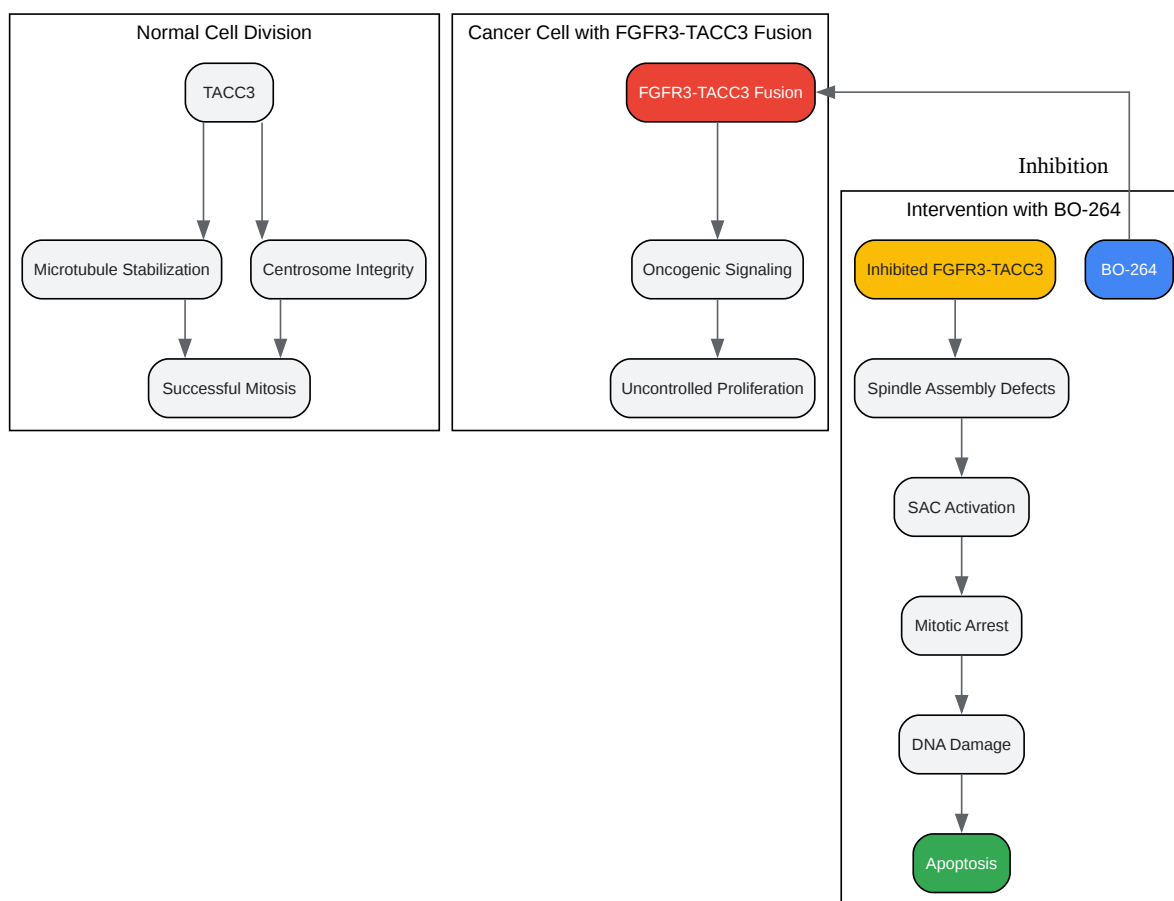 Normal Cell Division
TACC3
Microtubule Stabilization
Centrosome Integrity
Successful Mitosis
Cancer Cell with FGFR3-TACC3 Fusion
FGFR3-TACC3 Fusion
Oncogenic Signaling
Uncontrolled Proliferation
Inhibition
Intervention with BO-264
Inhibited FGFR3-TACC3
BO-264
Spindle Assembly Defects
SAC Activation
Mitotic Arrest
DNA Damage
Apoptosis